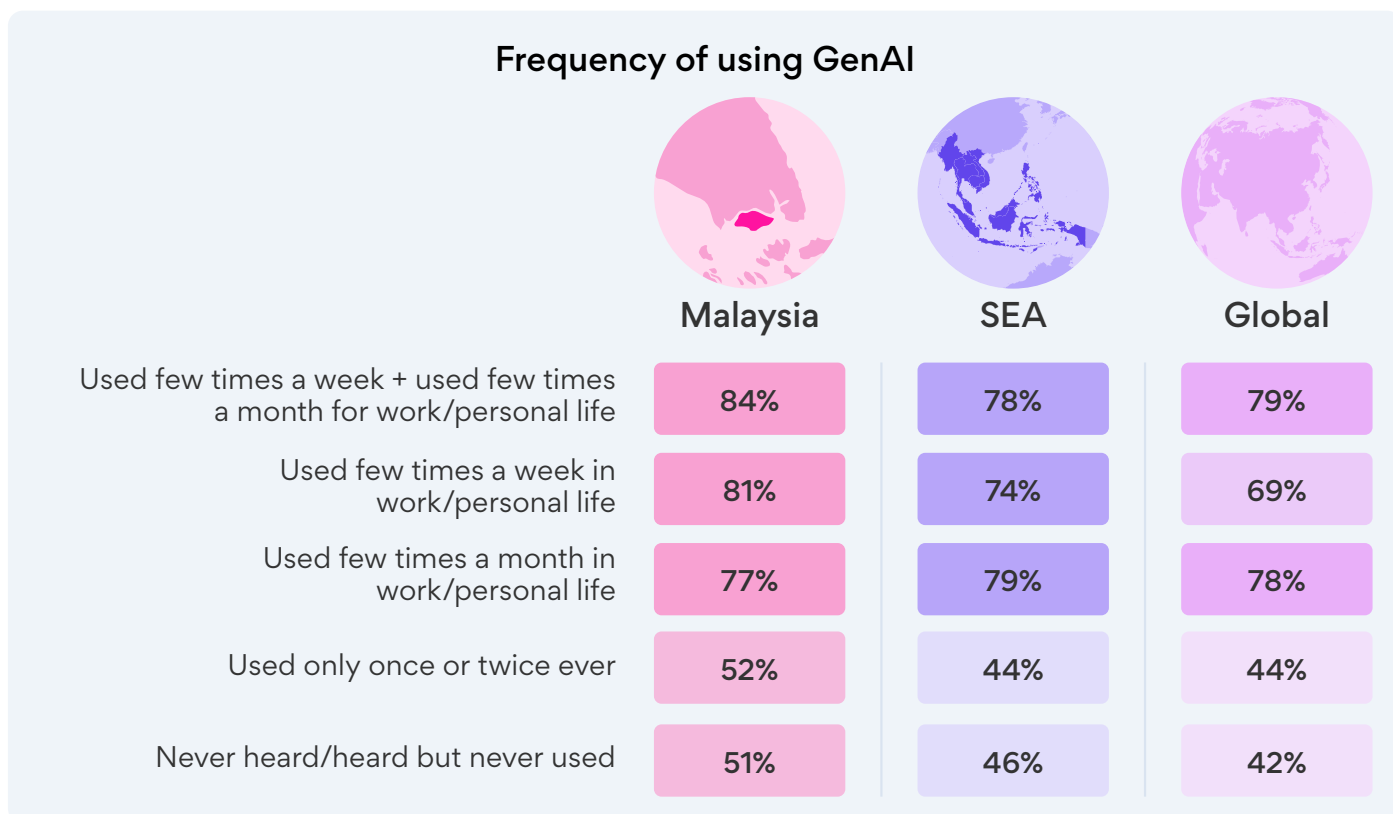 Frequency of using GenAI
Malaysia
SEA
Global
Used few times a week + used few times
a month for work/personal life
84%
78%
79%
Used few times a week in
work/personal life
81%
74%
69%
Used few times a month in
work/personal life
77%
79%
78%
Used only once or twice ever
52%
44%
44%
Never heard/heard but never used
51%
46%
42%